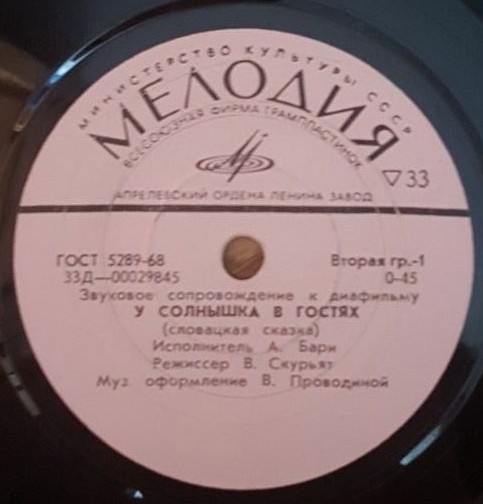 МИНИСТЕРСТВО КУЛЬТУРЫ СССР
МЕЛОДИЯ
ВСЕСОЮЗНАЯ ФИРМА ГРАМПЛАСТИНОК
АПРЕЛЕВСКИЙ ОРДЕНА ЛЕНИНА ЗАВОД
▽33
ГОСТ 5289-68 Вторая гр.-1
33Д—00029845 0-45
Звуковое сопровождение к диафильму
У СОЛНЫШКА В ГОСТЯХ
(словацкая сказка)
Исполнитель А. Бари
Режиссер В. Скурьят
Муз. оформление В. Проводиной